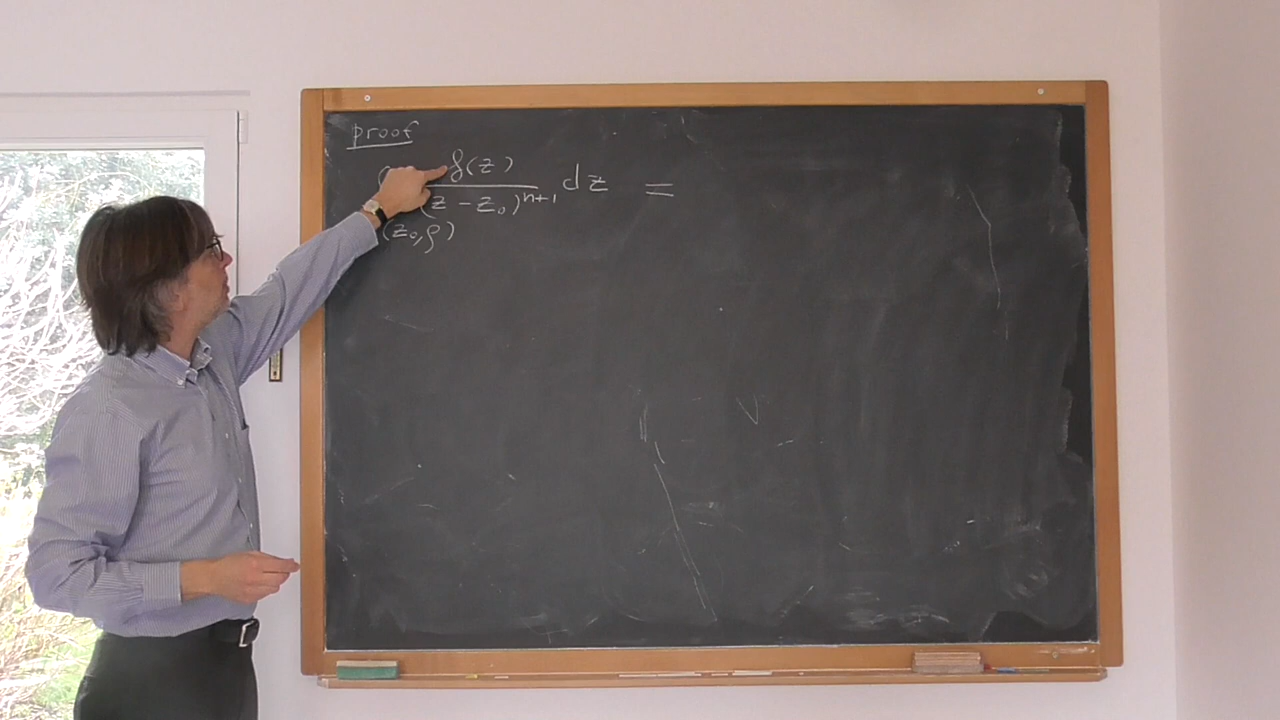 proof
f(z)
(z - z₀)ⁿ⁺¹ dz =
(z₀, ρ)